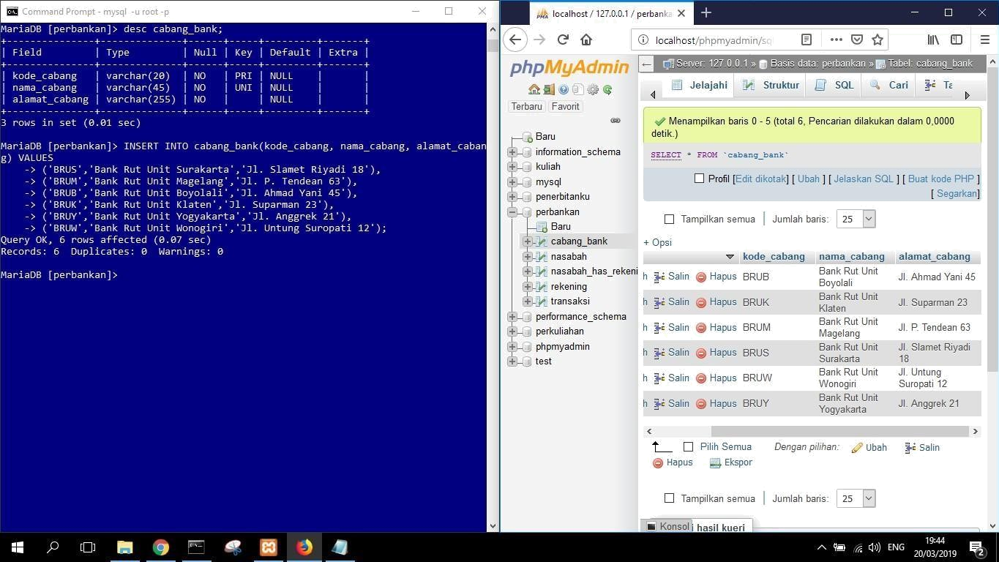 Command Prompt - mysql -u root -p
MariaDB [perbankan]> desc cabang_bank;
+---------------+--------------+------+-----+---------+-------+
| Field         | Type         | Null | Key | Default | Extra |
+---------------+--------------+------+-----+---------+-------+
| kode_cabang   | varchar(20)  | NO   | PRI | NULL    |       |
| nama_cabang   | varchar(45)  | NO   | UNI | NULL    |       |
| alamat_cabang | varchar(255) | NO   |     | NULL    |       |
+---------------+--------------+------+-----+---------+-------+
3 rows in set (0.01 sec)
MariaDB [perbankan]> INSERT INTO cabang_bank(kode_cabang, nama_cabang, alamat_caban
g) VALUES
    -> ('BRUS','Bank Rut Unit Surakarta','Jl. Slamet Riyadi 18'),
    -> ('BRUM','Bank Rut Unit Magelang','Jl. P. Tendean 63'),
    -> ('BRUB','Bank Rut Unit Boyolali','Jl. Ahmad Yani 45'),
    -> ('BRUK','Bank Rut Unit Klaten','Jl. Suparman 23'),
    -> ('BRUY','Bank Rut Unit Yogyakarta','Jl. Anggrek 21'),
    -> ('BRUW','Bank Rut Unit Wonogiri','Jl. Untung Suropati 12');
Query OK, 6 rows affected (0.07 sec)
Records: 6  Duplicates: 0  Warnings: 0
MariaDB [perbankan]>
PMA localhost / 127.0.0.1 / perbanka
localhost/phpmyadmin/sql
phpMyAdmin
Terbaru Favorit
Baru
information_schema
kuliah
mysql
penerbitanku
perbankan
Baru
cabang_bank
nasabah
nasabah_has_rekeni
rekening
transaksi
performance_schema
perkuliahan
phpmyadmin
test
Server: 127.0.0.1 » Basis data: perbankan » Tabel: cabang_bank
Jelajahi Struktur SQL Cari Ta
Menampilkan baris 0 - 5 (total 6, Pencarian dilakukan dalam 0,0000
detik.)
SELECT * FROM `cabang_bank`
Profil [Edit dikotak] [ Ubah ] [ Jelaskan SQL ] [ Buat kode PHP ]
[ Segarkan]
Tampilkan semua | Jumlah baris: 25
+ Opsi
kode_cabang nama_cabang alamat_cabang
h Salin Hapus BRUB Bank Rut Unit Boyolali Jl. Ahmad Yani 45
h Salin Hapus BRUK Bank Rut Unit Klaten Jl. Suparman 23
h Salin Hapus BRUM Bank Rut Unit Magelang Jl. P. Tendean 63
h Salin Hapus BRUS Bank Rut Unit Surakarta Jl. Slamet Riyadi 18
h Salin Hapus BRUW Bank Rut Unit Wonogiri Jl. Untung Suropati 12
h Salin Hapus BRUY Bank Rut Unit Yogyakarta Jl. Anggrek 21
Pilih Semua Dengan pilihan: Ubah Salin
Hapus Ekspor
Tampilkan semua | Jumlah baris: 25
Konsol i hasil kueri
ENG 19:44
20/03/2019 2